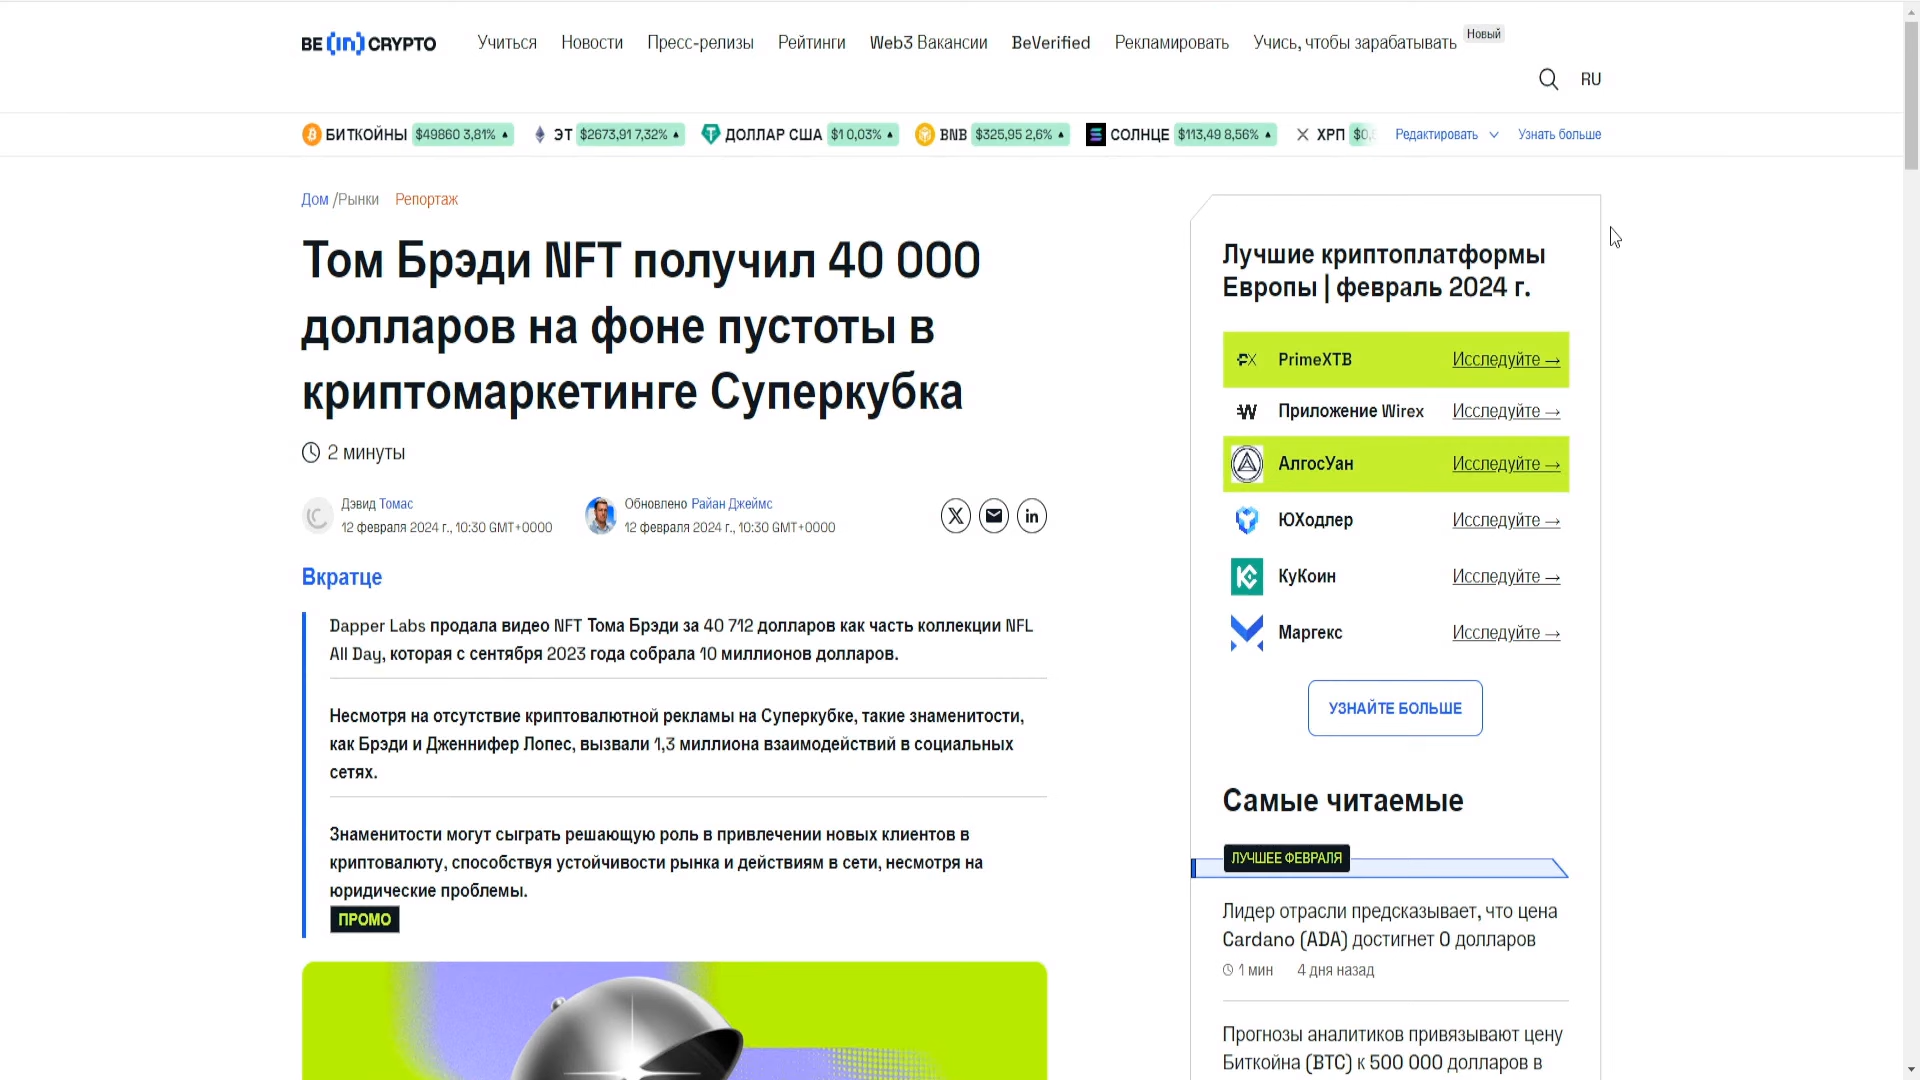 BE [in] CRYPTO
Учиться Новости Пресс-релизы Рейтинги Web3 Вакансии BeVerified Рекламировать Учись, чтобы зарабатывать Новый
RU
БИТКОЙНЫ $49860 3,81% ▲ ЭТ $2673,91 7,32% ▲ ДОЛЛАР США $1 0,03% ▲ BNB $325,95 2,6% ▲ СОЛНЦЕ $113,49 8,56% ▲ ХРП Редактировать Узнать больше
Дом /Рынки Репортаж
Том Брэди NFT получил 40 000
долларов на фоне пустоты в
криптомаркетинге Суперкубка
2 минуты
Дэвид Томас
12 февраля 2024 г., 10:30 GMT+0000
Обновлено Райан Джеймс
12 февраля 2024 г., 10:30 GMT+0000
Вкратце
Dapper Labs продала видео NFT Тома Брэди за 40 712 долларов как часть коллекции NFL
All Day, которая с сентября 2023 года собрала 10 миллионов долларов.
Несмотря на отсутствие криптовалютной рекламы на Суперкубке, такие знаменитости,
как Брэди и Дженнифер Лопес, вызвали 1,3 миллиона взаимодействий в социальных
сетях.
Знаменитости могут сыграть решающую роль в привлечении новых клиентов в
криптовалюту, способствуя устойчивости рынка и действиям в сети, несмотря на
юридические проблемы.
ПРОМО
Лучшие криптоплатформы
Европы | февраль 2024 г.
PrimeXTB Исследуйте →
Приложение Wirex Исследуйте →
АлгосУан Исследуйте →
ЮХодлер Исследуйте →
КуКоин Исследуйте →
Маргекс Исследуйте →
УЗНАЙТЕ БОЛЬШЕ
Самые читаемые
ЛУЧШЕЕ ФЕВРАЛЯ
Лидер отрасли предсказывает, что цена
Cardano (ADA) достигнет 0 долларов
1 мин 4 дня назад
Прогнозы аналитиков привязывают цену
Биткойна (BTC) к 500 000 долларов в